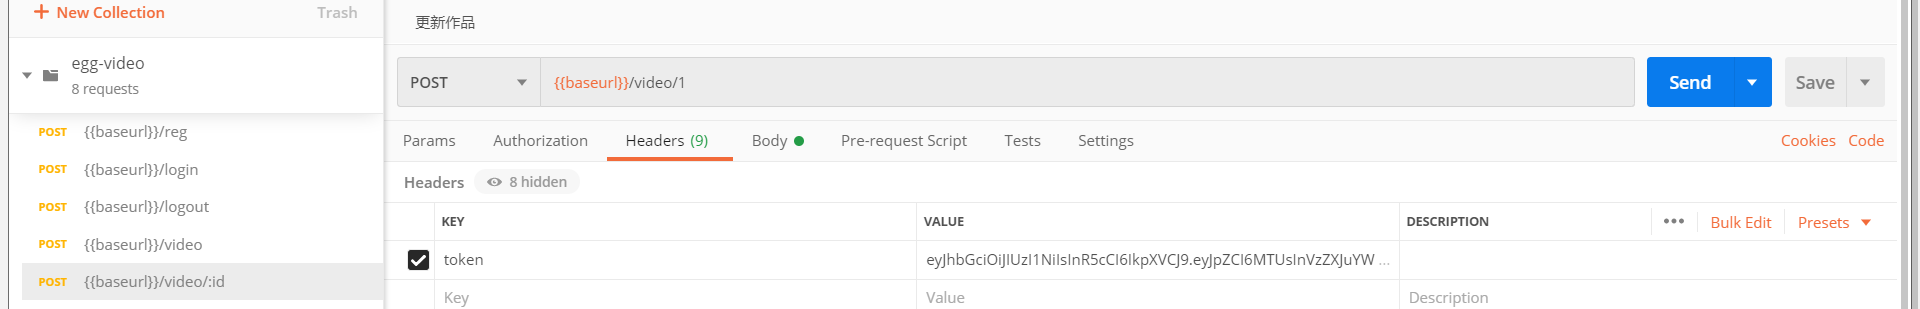 New Collection
Trash
egg-video
8 requests
POST {{baseurl}}/reg
POST {{baseurl}}/login
POST {{baseurl}}/logout
POST {{baseurl}}/video
POST {{baseurl}}/video/:id
更新作品
POST {{baseurl}}/video/1 Send Save
Params Authorization Headers (9) Body Pre-request Script Tests Settings Cookies Code
Headers 8 hidden
KEY VALUE DESCRIPTION ••• Bulk Edit Presets
token eyJhbGciOiJIUzI1NiIsInR5cCI6IkpXVCJ9.eyJpZCI6MTUsInVzZXJuYW ...
Key Value Description